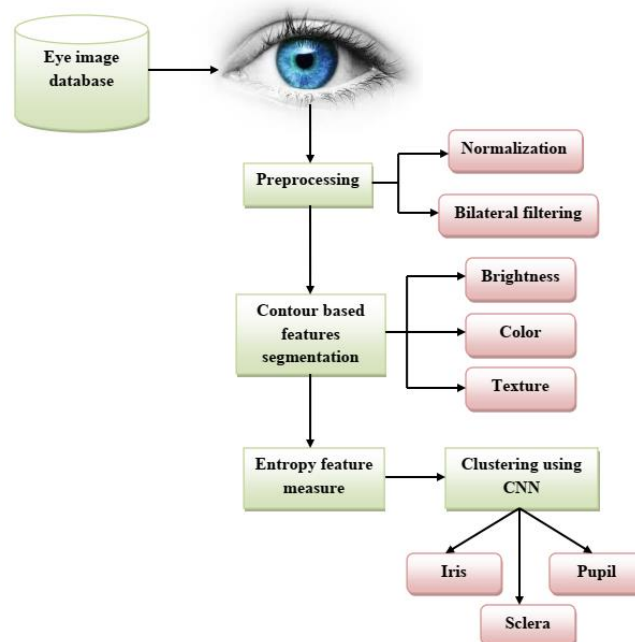 Eye image
database
Preprocessing
Normalization
Bilateral filtering
Contour based
features
segmentation
Brightness
Color
Texture
Entropy feature
measure
Clustering using
CNN
Iris
Pupil
Sclera